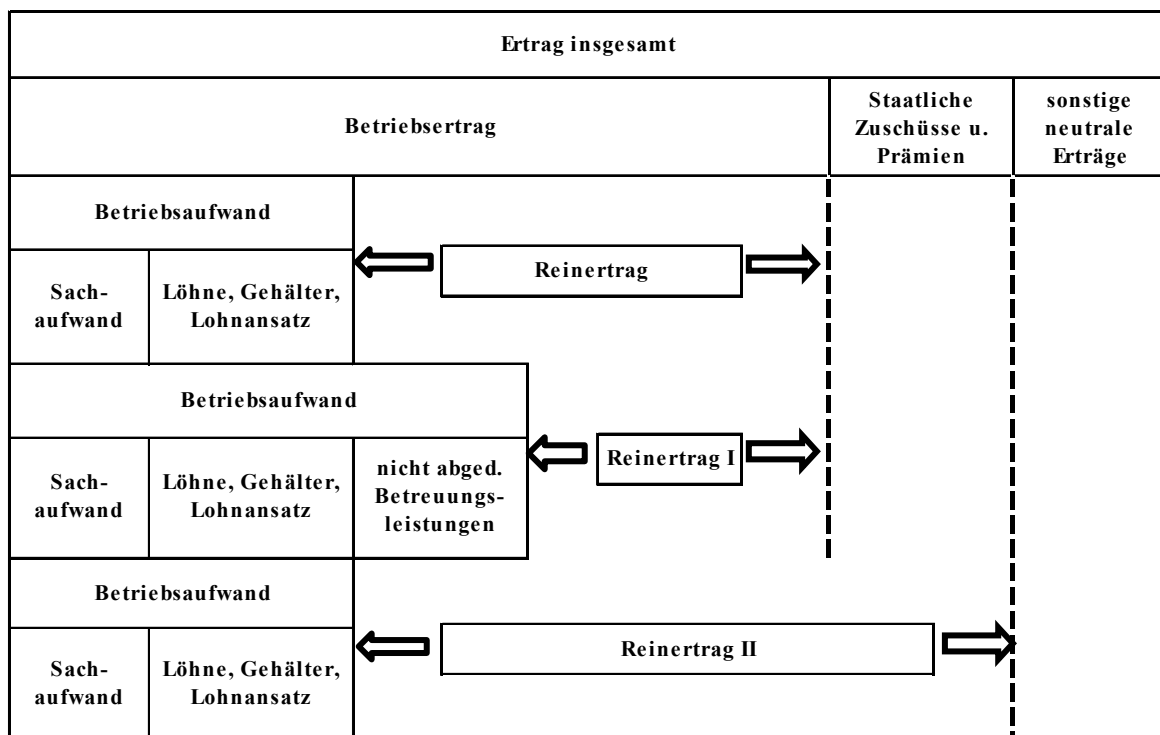 Ertrag insgesamt
Betriebsertrag
Staatliche
Zuschüsse u.
Prämien
sonstige
neutrale
Erträge
Betriebsaufwand
Reinertrag
Sach-
aufwand
Löhne, Gehälter,
Lohnansatz
Betriebsaufwand
Sach-
aufwand
Löhne, Gehälter,
Lohnansatz
nicht abged.
Betreuungs-
leistungen
Reinertrag I
Betriebsaufwand
Reinertrag II
Sach-
aufwand
Löhne, Gehälter,
Lohnansatz